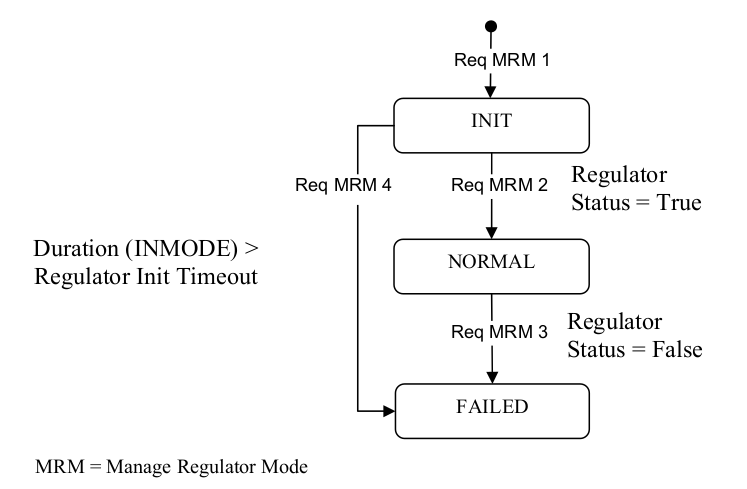 Req MRM 1
INIT
Req MRM 4
Req MRM 2
Regulator
Status = True
Duration (INMODE) >
Regulator Init Timeout
NORMAL
Req MRM 3
Regulator
Status = False
FAILED
MRM = Manage Regulator Mode